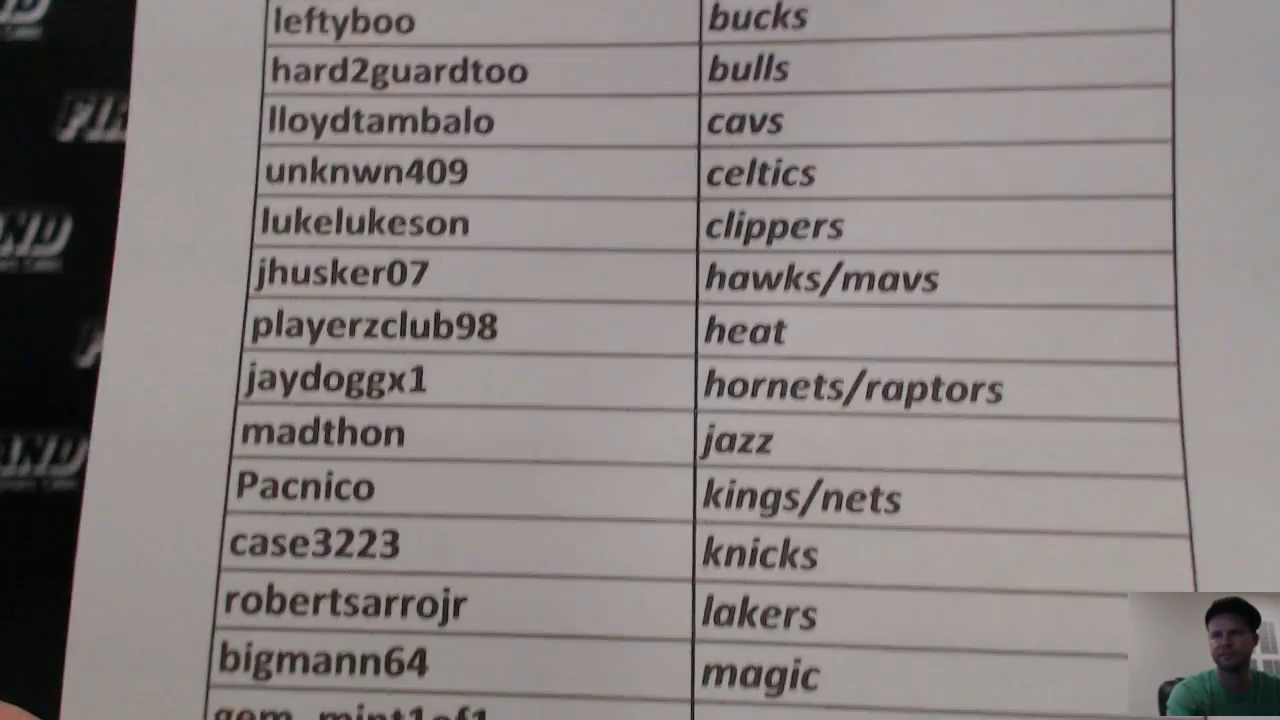 leftyboo bucks
hard2guardtoo bulls
lloydtambalo cavs
unknwn409 celtics
lukelukeson clippers
jhusker07 hawks/mavs
playerzclub98 heat
jaydoggx1 hornets/raptors
madthon jazz
Pacnico kings/nets
case3223 knicks
robertsarrojr lakers
bigmann64 magic